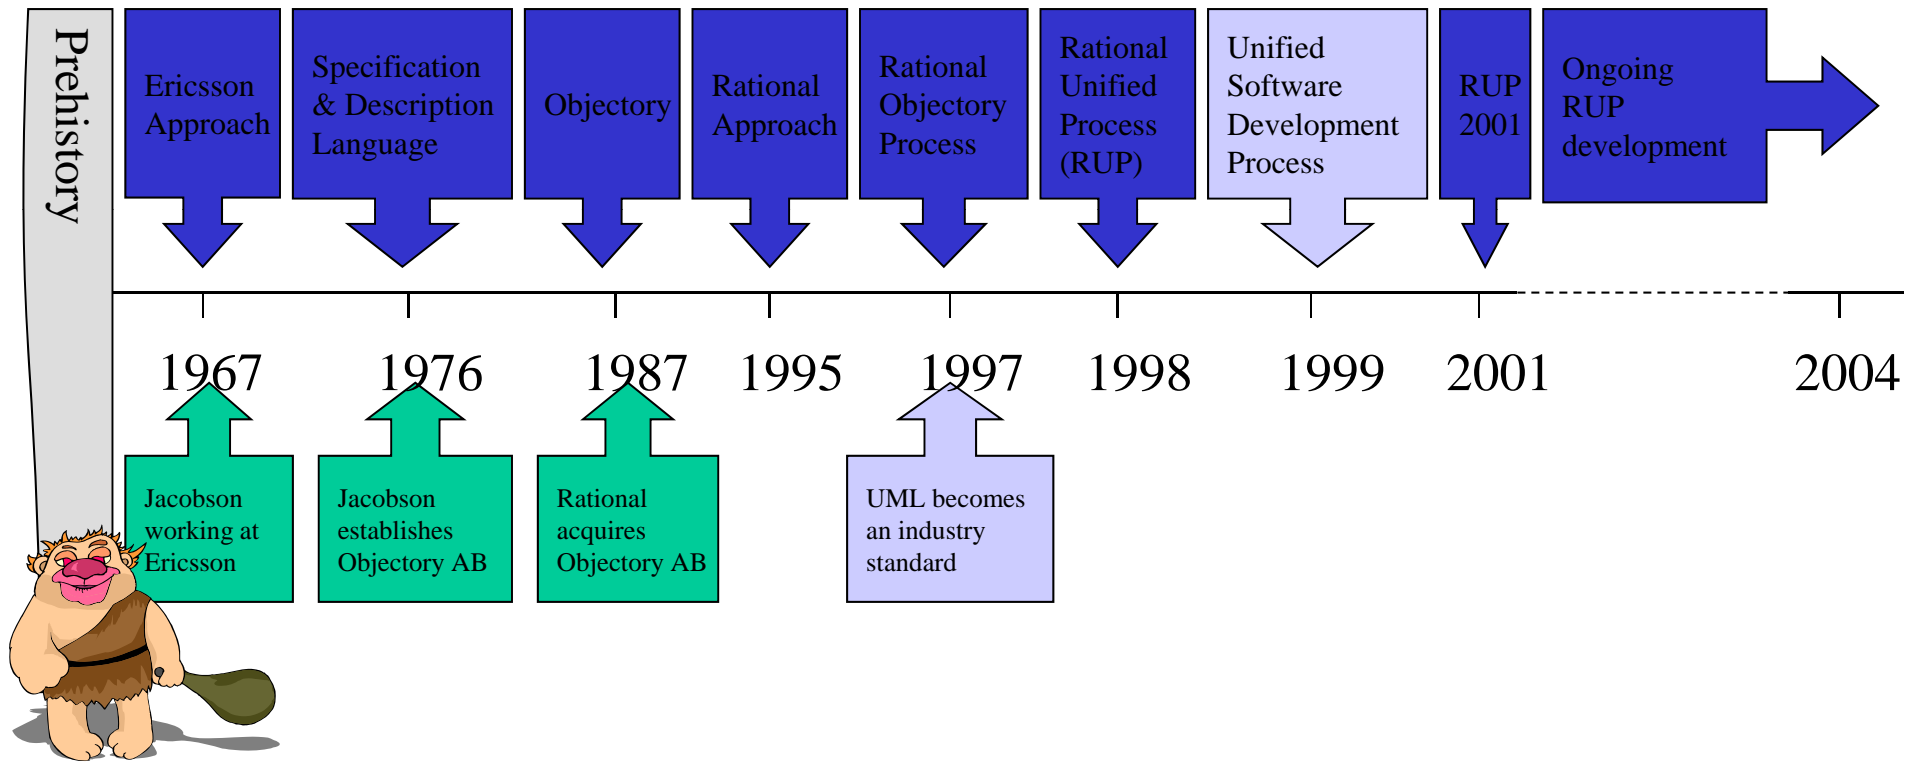 Prehistory
Ericsson
Approach
Specification
& Description
Language
Objectory
Rational
Approach
Rational
Objectory
Process
Rational
Unified
Process
(RUP)
Unified
Software
Development
Process
RUP
2001
Ongoing
RUP
development
1967
1976
1987
1995
1997
1998
1999
2001
2004
Jacobson
working at
Ericsson
Jacobson
establishes
Objectory AB
Rational
acquires
Objectory AB
UML becomes
an industry
standard